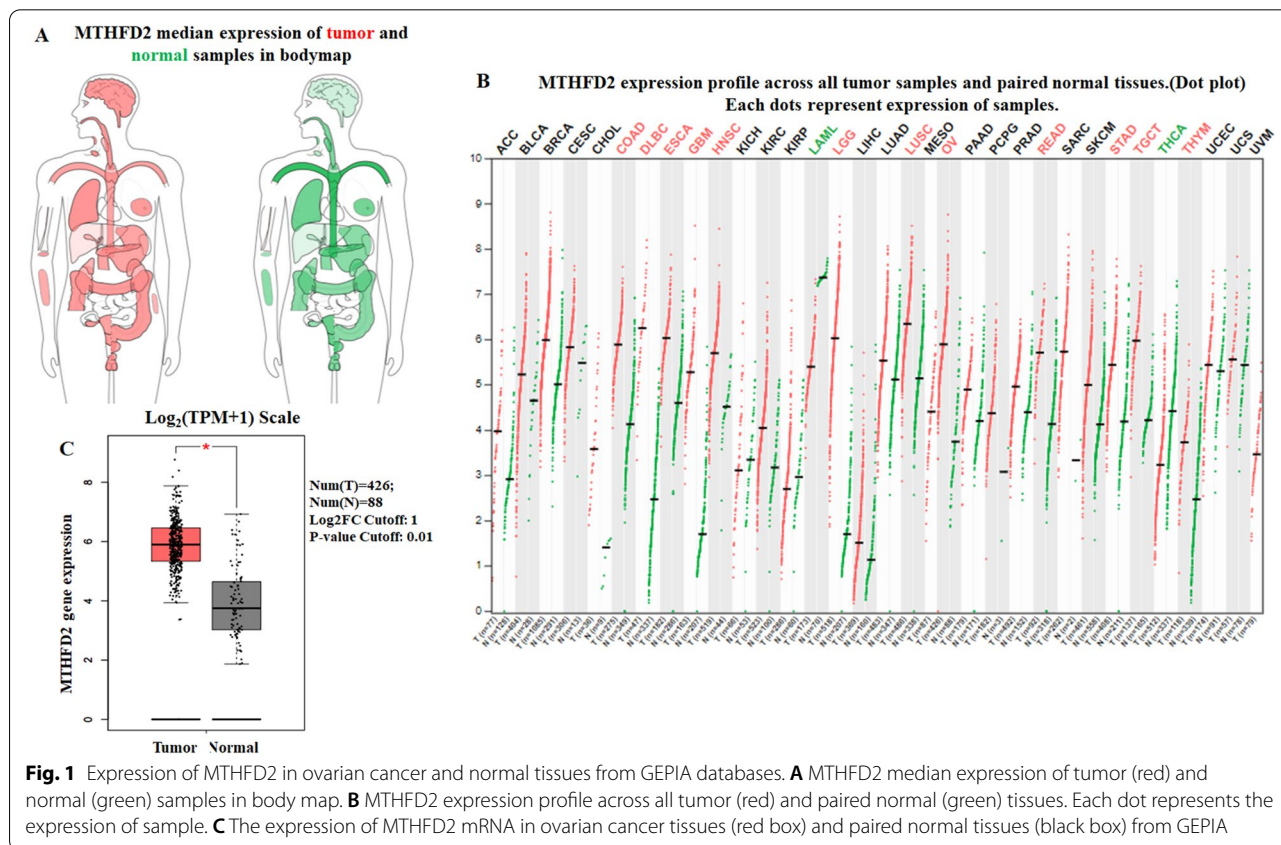 A
MTHFD2 median expression of tumor and
normal samples in bodymap
B
MTHFD2 expression profile across all tumor samples and paired normal tissues.(Dot plot)
Each dots represent expression of samples.
ACC BLCA BRCA CESC CHOL COAD DLBC ESCA GBM HNSC KICH KIRC KIRP LAML LGG LIHC LUAD LUSC MESO OV PAAD PCPG PRAD READ SARC SKCM STAD TGCT THCA THYM UCEC UCS UVM
10
9
8
7
6
5
4
3
2
1
0
Log₂(TPM+1) Scale
C
*
MTHFD2 gene expression
8
6
4
2
0
Num(T)=426;
Num(N)=88
Log2FC Cutoff: 1
P-value Cutoff: 0.01
Tumor Normal
Fig. 1 Expression of MTHFD2 in ovarian cancer and normal tissues from GEPIA databases. A MTHFD2 median expression of tumor (red) and
normal (green) samples in body map. B MTHFD2 expression profile across all tumor (red) and paired normal (green) tissues. Each dot represents the
expression of sample. C The expression of MTHFD2 mRNA in ovarian cancer tissues (red box) and paired normal tissues (black box) from GEPIA